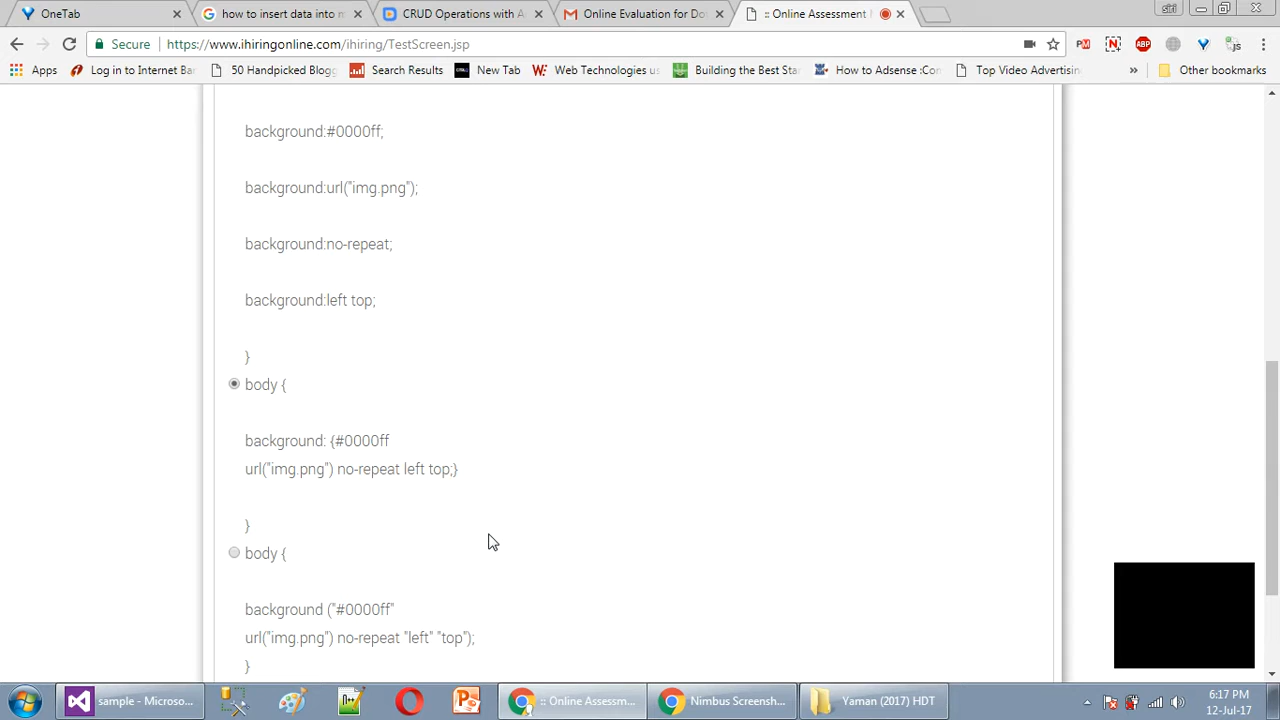 OneTab
how to insert data into m
CRUD Operations with A
Online Evaluation for Do
:: Online Assessment
Secure
https://www.ihiringonline.com/ihiring/TestScreen.jsp
Apps
Log in to Internet Ba
50 Handpicked Blog
Search Results
New Tab
Web Technologies us
Building the Best Sta
How to Adsense :Cor
Top Video Advertisin
»
Other bookmarks
background:#0000ff;
background:url("img.png");
background:no-repeat;
background:left top;
}
body {
background: {#0000ff
url("img.png") no-repeat left top;}
}
body {
background ("#0000ff"
url("img.png") no-repeat "left" "top");
}
sample - Microso...
:: Online Assessm...
Nimbus Screensh...
Yaman (2017) HDT
6:17 PM
12-Jul-17